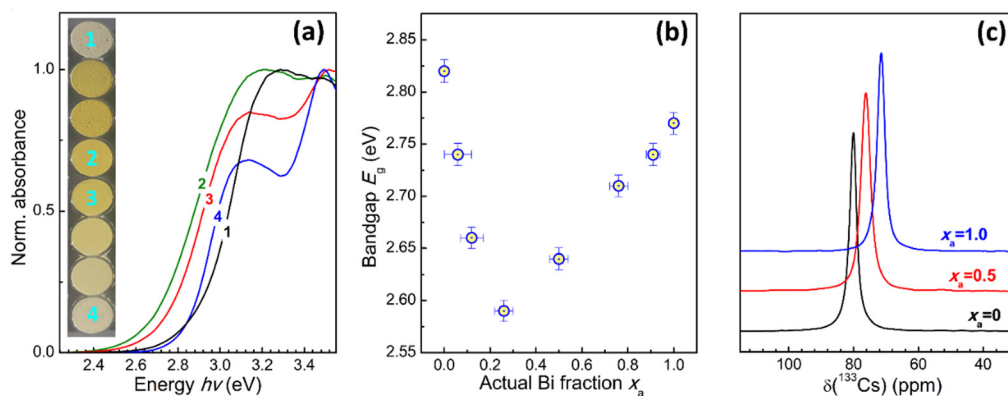 (a)
1
2
3
4
2
3
4
1
1.0
0.5
0.0
Norm. absorbance
2.4 2.6 2.8 3.0 3.2 3.4
Energy hν (eV)
(b)
2.85
2.80
2.75
2.70
2.65
2.60
2.55
Bandgap Eg (eV)
0.0 0.2 0.4 0.6 0.8 1.0
Actual Bi fraction xa
(c)
xa=1.0
xa=0.5
xa=0
100 80 60 40
δ(¹³³Cs) (ppm)